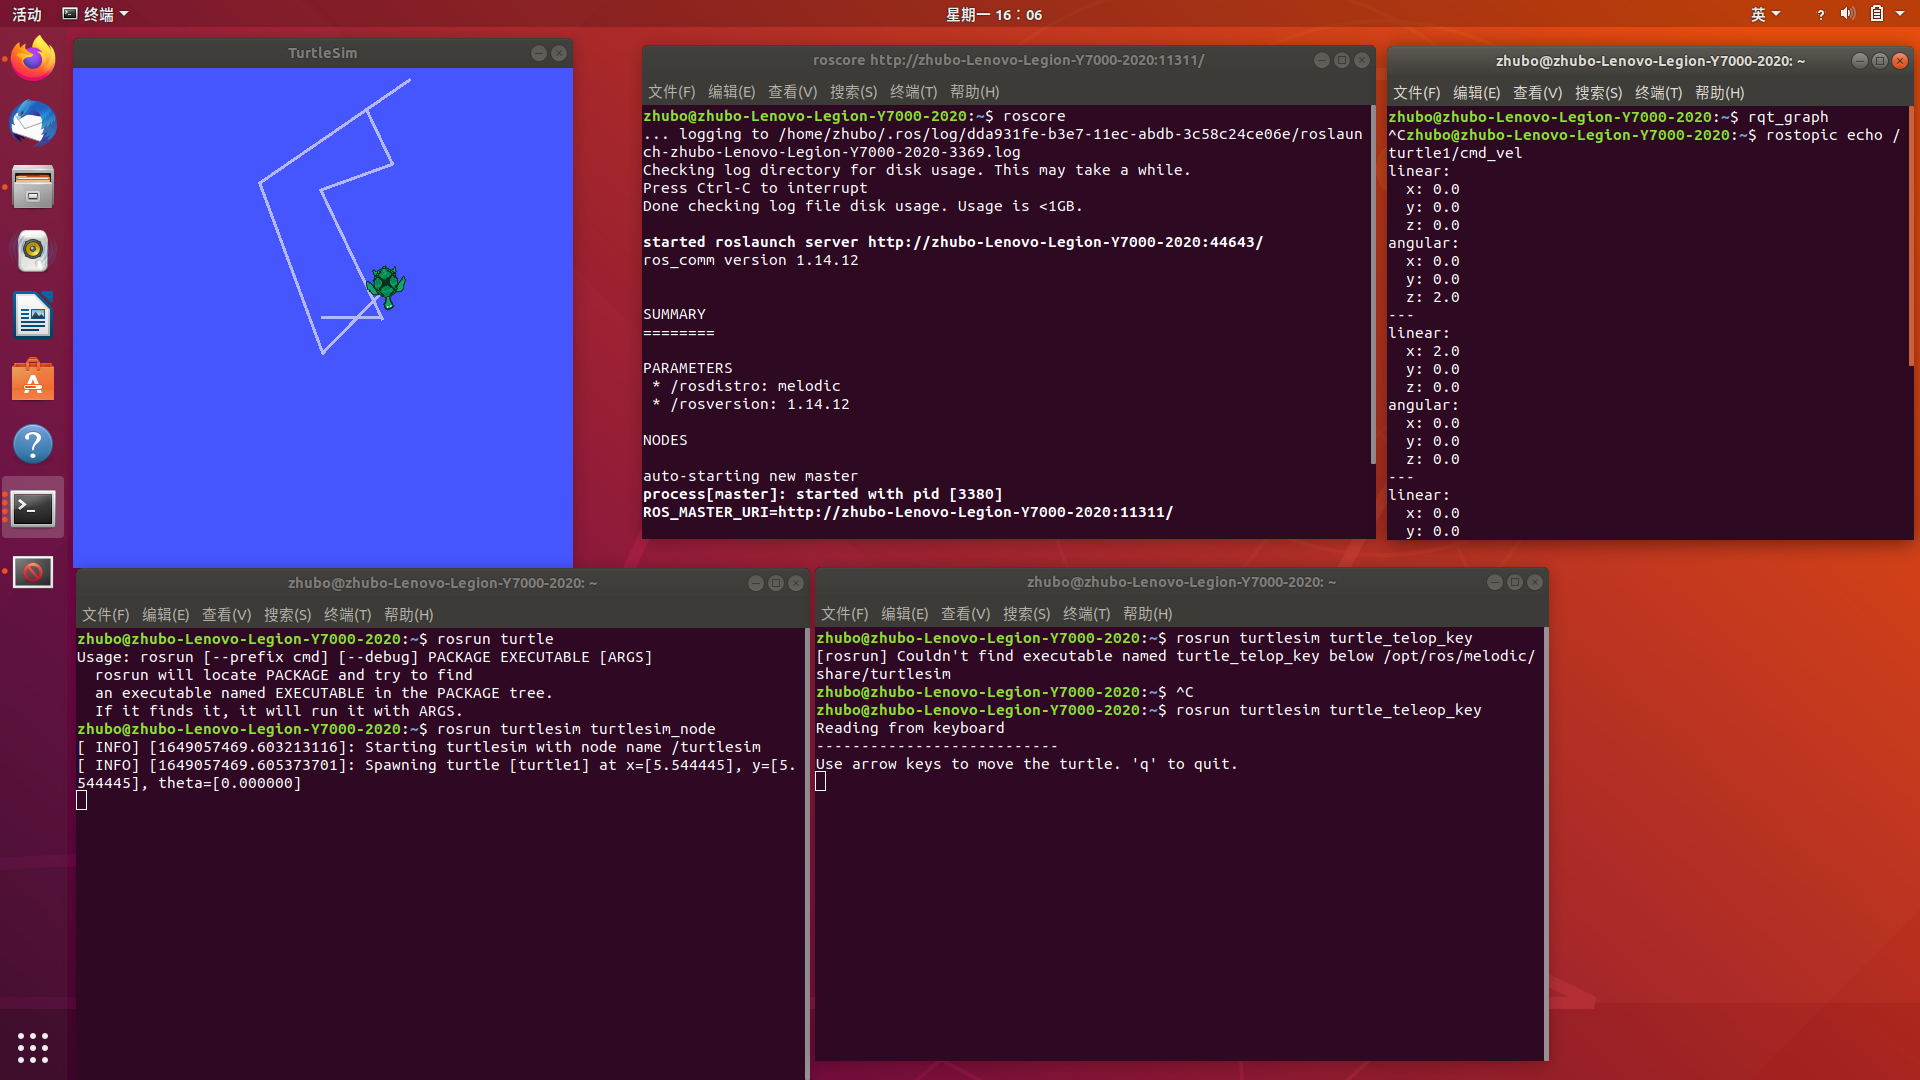 活动
终端
星期一 16：06
英
TurtleSim
roscore http://zhubo-Lenovo-Legion-Y7000-2020:11311/
文件(F) 编辑(E) 查看(V) 搜索(S) 终端(T) 帮助(H)
zhubo@zhubo-Lenovo-Legion-Y7000-2020:~$ roscore
... logging to /home/zhubo/.ros/log/dda931fe-b3e7-11ec-abdb-3c58c24ce06e/roslaun
ch-zhubo-Lenovo-Legion-Y7000-2020-3369.log
Checking log directory for disk usage. This may take a while.
Press Ctrl-C to interrupt
Done checking log file disk usage. Usage is <1GB.
started roslaunch server http://zhubo-Lenovo-Legion-Y7000-2020:44643/
ros_comm version 1.14.12
SUMMARY
========
PARAMETERS
* /rosdistro: melodic
* /rosversion: 1.14.12
NODES
auto-starting new master
process[master]: started with pid [3380]
ROS_MASTER_URI=http://zhubo-Lenovo-Legion-Y7000-2020:11311/
zhubo@zhubo-Lenovo-Legion-Y7000-2020: ~
文件(F) 编辑(E) 查看(V) 搜索(S) 终端(T) 帮助(H)
zhubo@zhubo-Lenovo-Legion-Y7000-2020:~$ rqt_graph
^Czhubo@zhubo-Lenovo-Legion-Y7000-2020:~$ rostopic echo /
turtle1/cmd_vel
linear:
x: 0.0
y: 0.0
z: 0.0
angular:
x: 0.0
y: 0.0
z: 2.0
---
linear:
x: 2.0
y: 0.0
z: 0.0
angular:
x: 0.0
y: 0.0
z: 0.0
---
linear:
x: 0.0
y: 0.0
zhubo@zhubo-Lenovo-Legion-Y7000-2020: ~
文件(F) 编辑(E) 查看(V) 搜索(S) 终端(T) 帮助(H)
zhubo@zhubo-Lenovo-Legion-Y7000-2020:~$ rosrun turtle
Usage: rosrun [--prefix cmd] [--debug] PACKAGE EXECUTABLE [ARGS]
rosrun will locate PACKAGE and try to find
an executable named EXECUTABLE in the PACKAGE tree.
If it finds it, it will run it with ARGS.
zhubo@zhubo-Lenovo-Legion-Y7000-2020:~$ rosrun turtlesim turtlesim_node
[ INFO] [1649057469.603213116]: Starting turtlesim with node name /turtlesim
[ INFO] [1649057469.605373701]: Spawning turtle [turtle1] at x=[5.544445], y=[5.
544445], theta=[0.000000]
zhubo@zhubo-Lenovo-Legion-Y7000-2020: ~
文件(F) 编辑(E) 查看(V) 搜索(S) 终端(T) 帮助(H)
zhubo@zhubo-Lenovo-Legion-Y7000-2020:~$ rosrun turtlesim turtle_telop_key
[rosrun] Couldn't find executable named turtle_telop_key below /opt/ros/melodic/
share/turtlesim
zhubo@zhubo-Lenovo-Legion-Y7000-2020:~$ ^C
zhubo@zhubo-Lenovo-Legion-Y7000-2020:~$ rosrun turtlesim turtle_teleop_key
Reading from keyboard
---------------------------
Use arrow keys to move the turtle. 'q' to quit.